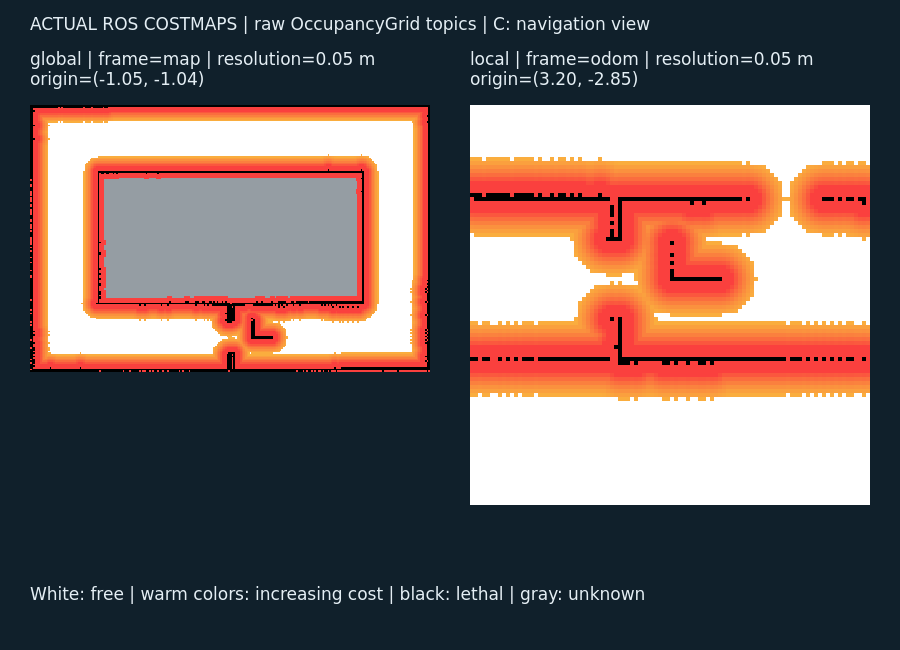 ACTUAL ROS COSTMAPS | raw OccupancyGrid topics | C: navigation view
global | frame=map | resolution=0.05 m
origin=(-1.05, -1.04)
local | frame=odom | resolution=0.05 m
origin=(3.20, -2.85)
White: free | warm colors: increasing cost | black: lethal | gray: unknown